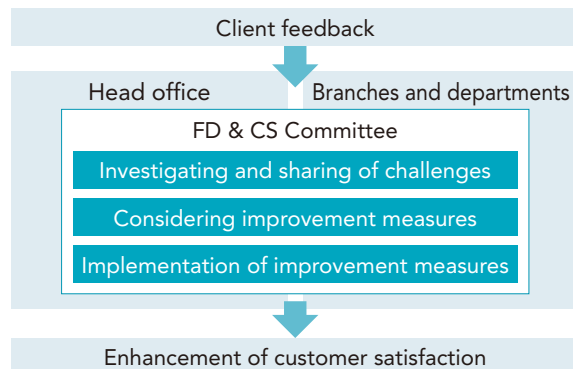 Client feedback
Head office
Branches and departments
FD & CS Committee
Investigating and sharing of challenges
Considering improvement measures
Implementation of improvement measures
Enhancement of customer satisfaction